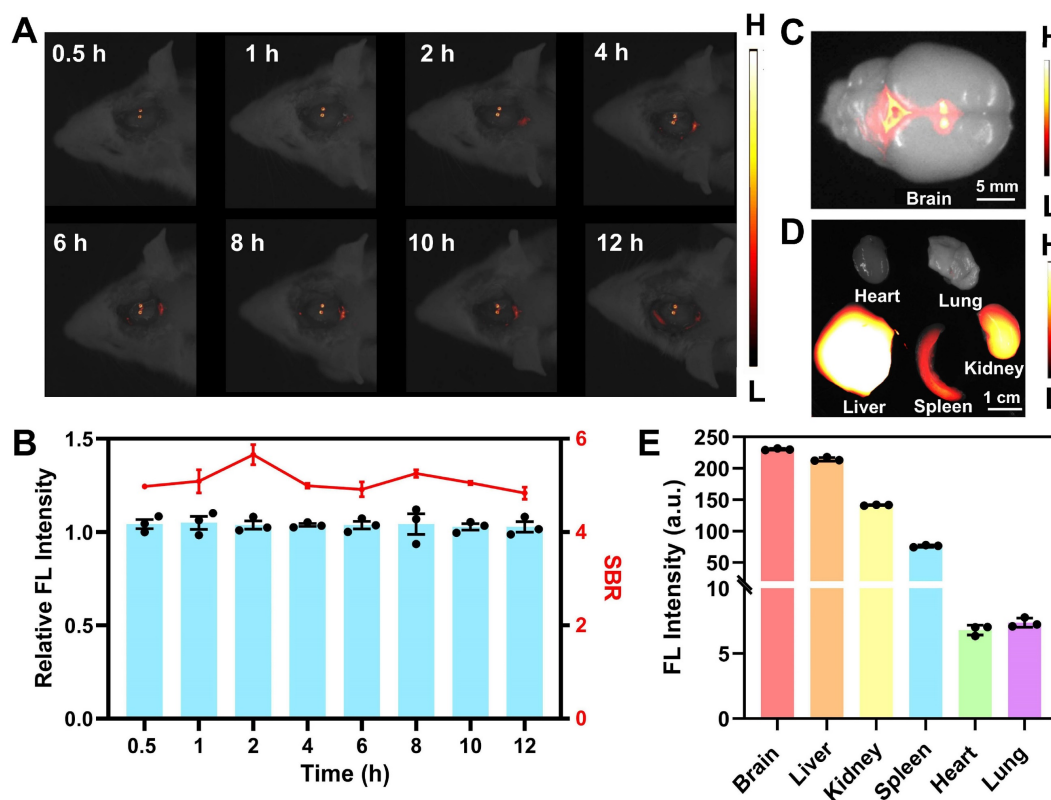 A
0.5 h
1 h
2 h
4 h
6 h
8 h
10 h
12 h
H
L
C
H
Brain
5 mm
D
H
Heart
Lung
Kidney
Liver
Spleen
1 cm
B
Relative FL Intensity
1.5
1.0
0.5
0.0
6
4
2
0
SBR
0.5 1 2 4 6 8 10 12
Time (h)
E
FL Intensity (a.u.)
250
200
150
100
50
10
5
0
Brain
Liver
Kidney
Spleen
Heart
Lung